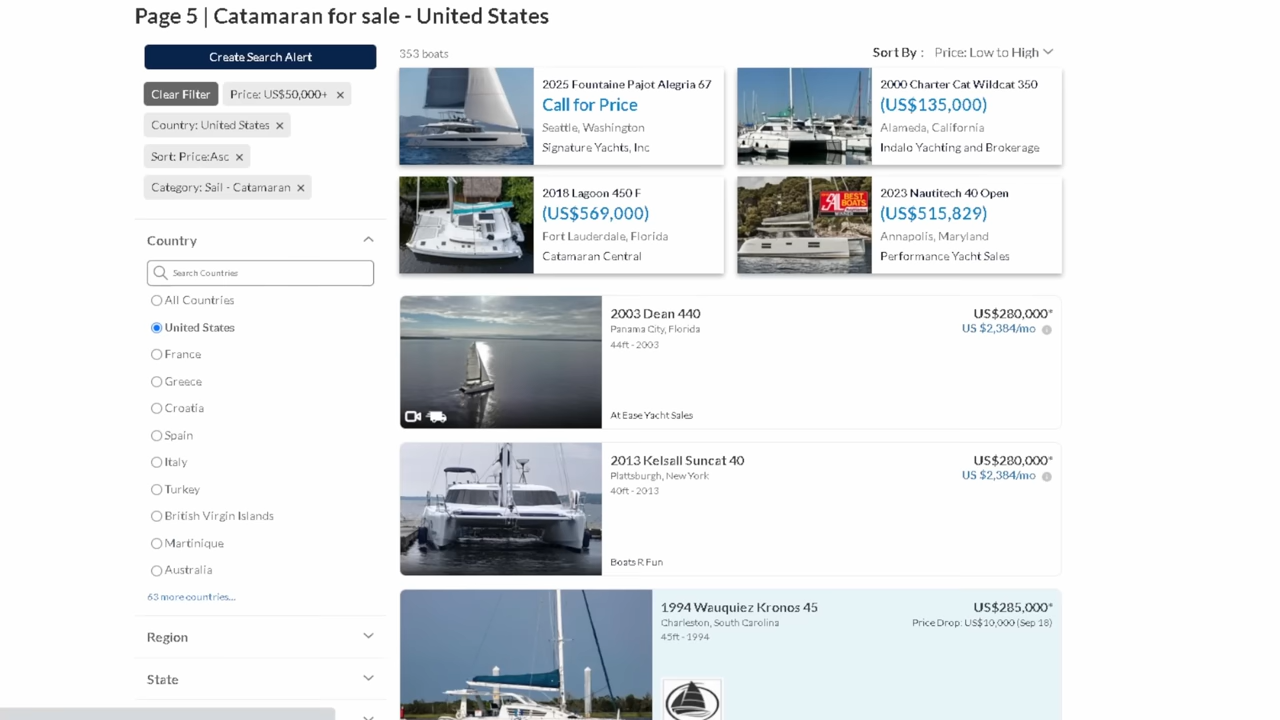 Page 5 | Catamaran for sale - United States
Create Search Alert
Clear Filter
Price: US$50,000+ ×
Country: United States ×
Sort: Price:Asc ×
Category: Sail - Catamaran ×
Country
Search Countries
All Countries
United States
France
Greece
Croatia
Spain
Italy
Turkey
British Virgin Islands
Martinique
Australia
63 more countries...
Region
State
353 boats
Sort By : Price: Low to High
2025 Fountaine Pajot Alegria 67
Call for Price
Seattle, Washington
Signature Yachts, Inc
2000 Charter Cat Wildcat 350
(US$135,000)
Alameda, California
Indalo Yachting and Brokerage
2018 Lagoon 450 F
(US$569,000)
Fort Lauderdale, Florida
Catamaran Central
BEST
BOATS
2023 Nautitech 40 Open
(US$515,829)
Annapolis, Maryland
Performance Yacht Sales
2003 Dean 440
Panama City, Florida
44ft - 2003
At Ease Yacht Sales
US$280,000*
US $2,384/mo
2013 Kelsall Suncat 40
Plattsburgh, New York
40ft - 2013
Boats R Fun
US$280,000*
US $2,384/mo
1994 Wauquiez Kronos 45
Charleston, South Carolina
45ft - 1994
US$285,000*
Price Drop: US$10,000 (Sep 18)